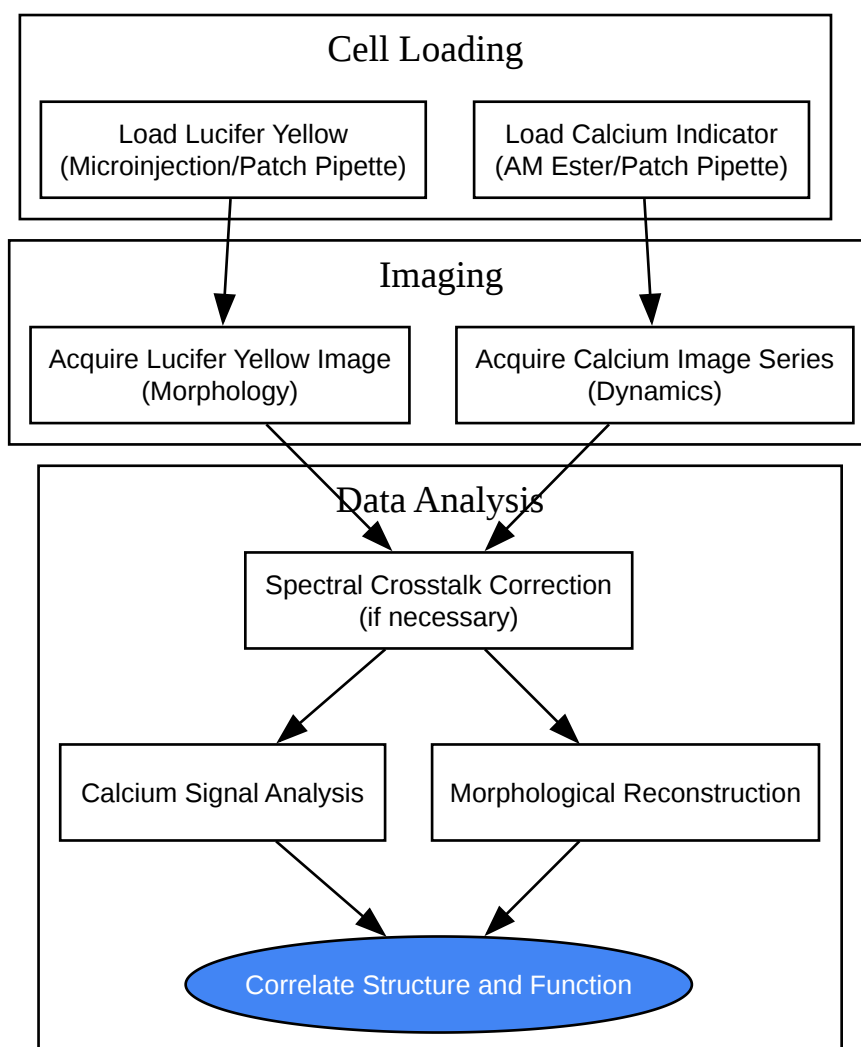 Cell Loading
Load Lucifer Yellow
(Microinjection/Patch Pipette)
Load Calcium Indicator
(AM Ester/Patch Pipette)
Imaging
Acquire Lucifer Yellow Image
(Morphology)
Acquire Calcium Image Series
(Dynamics)
Data Analysis
Spectral Crosstalk Correction
(if necessary)
Calcium Signal Analysis
Morphological Reconstruction
Correlate Structure and Function